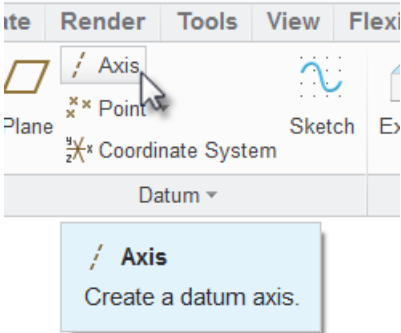 ate Render Tools View Flexi
Axis
Plane
Point
Coordinate System
Sketch
Ex
Datum
Axis
Create a datum axis.